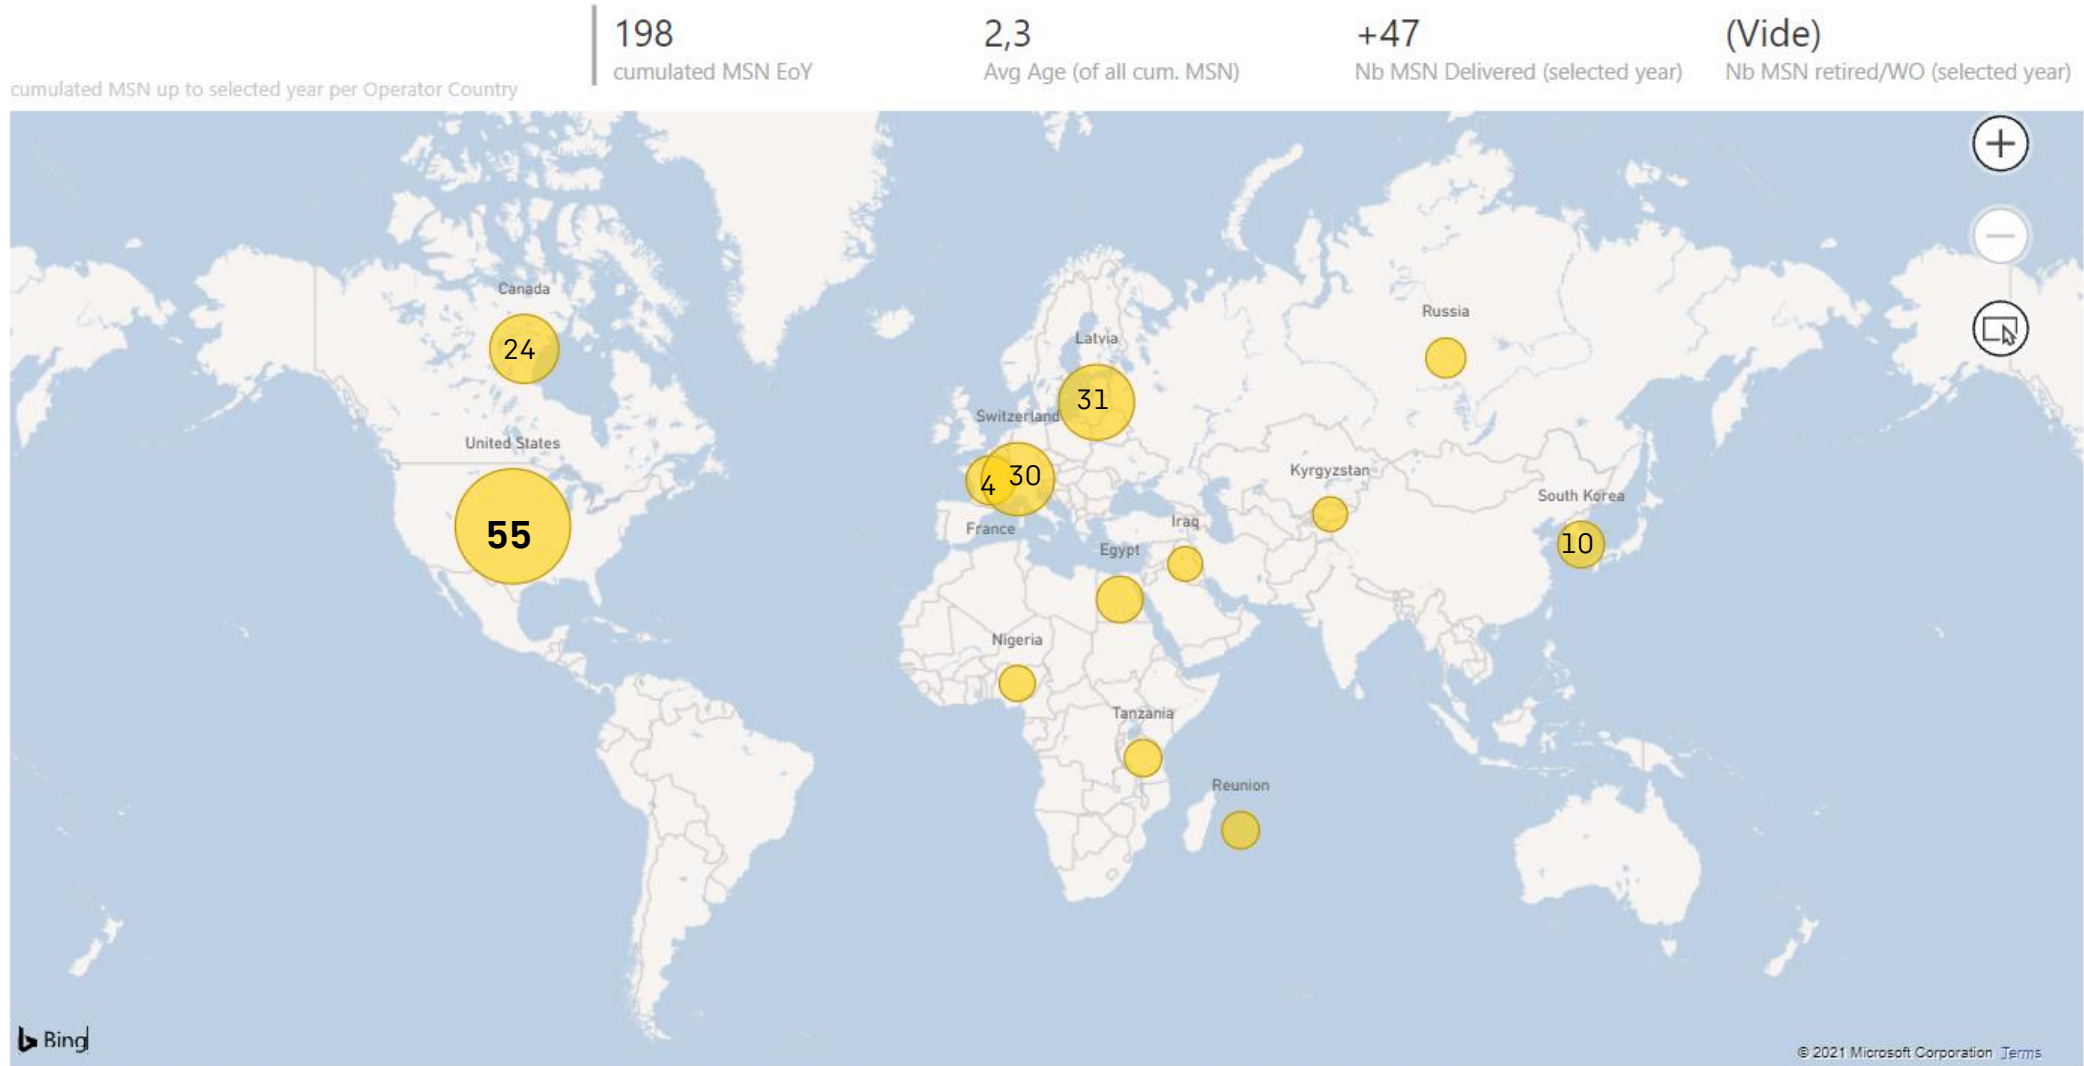 198
cumulated MSN EoY
2,3
Avg Age (of all cum. MSN)
+47
Nb MSN Delivered (selected year)
(Vide)
Nb MSN retired/WO (selected year)
cumulated MSN up to selected year per Operator Country
Canada
24
United States
55
Latvia
31
Switzerland
30
4
France
Russia
Kyrgyzstan
South Korea
10
Iraq
Egypt
Nigeria
Tanzania
Reunion
Bing
© 2021 Microsoft Corporation Terms